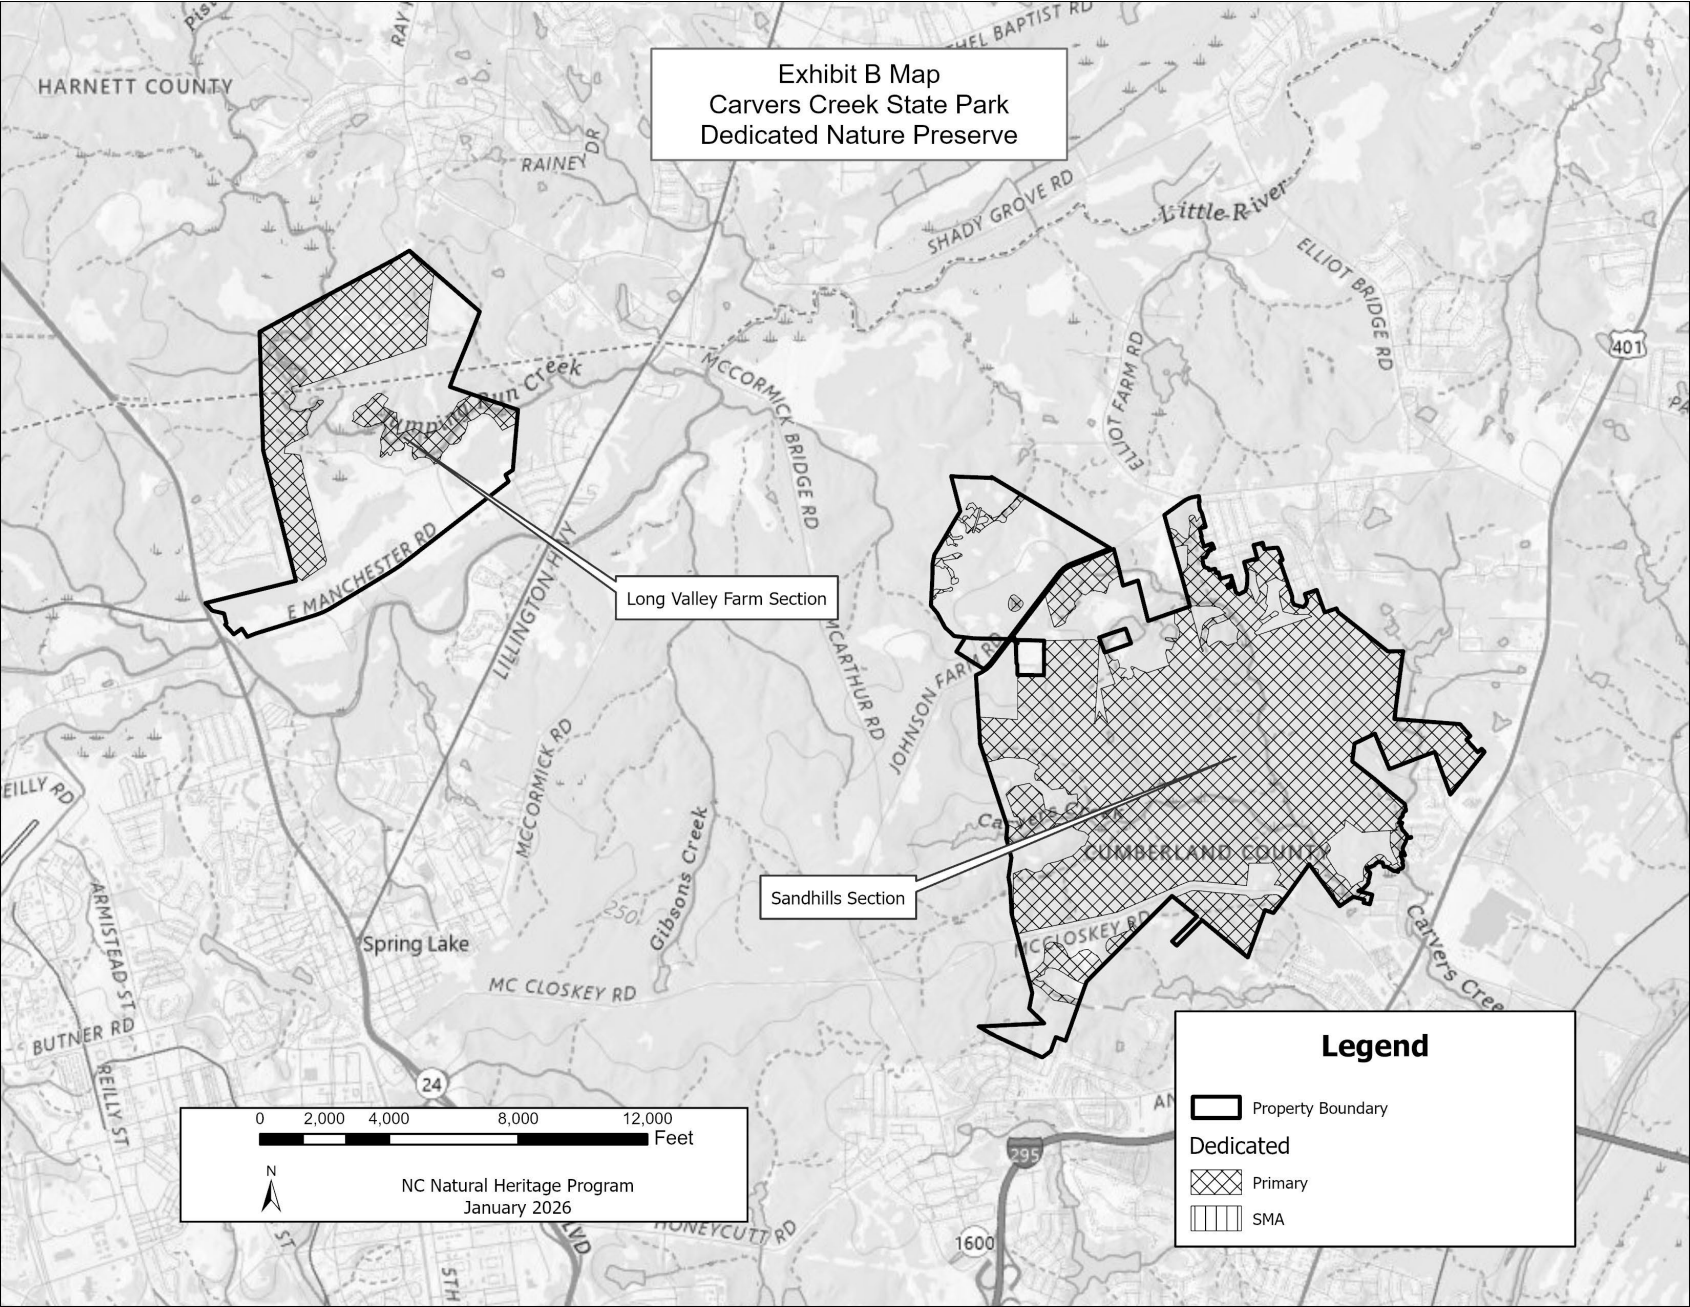 HARNETT COUNTY
RAINEY DR
Exhibit B Map
Carvers Creek State Park
Dedicated Nature Preserve
SHADY GROVE RD
Little River
ELLIOT BRIDGE RD
401
ELLIOT FARM RD
Jumping Run Creek
MCCORMICK BRIDGE RD
E MANCHESTER RD
LILLINGTON HWY
Long Valley Farm Section
MCARTHUR RD
JOHNSON FARM RD
MCCORMICK RD
REILLY RD
Gibsons Creek
Carvers Creek
CUMBERLAND COUNTY
Sandhills Section
250
ARMISTEAD ST
Spring Lake
MCCLOSKEY RD
MC CLOSKEY RD
Carvers Cree
BUTNER RD
REILLY ST
24
Legend
Property Boundary
Dedicated
Primary
SMA
0 2,000 4,000 8,000 12,000
Feet
N
NC Natural Heritage Program
January 2026
295
HONEYCUTT RD
1600
ST
5TH
LVD